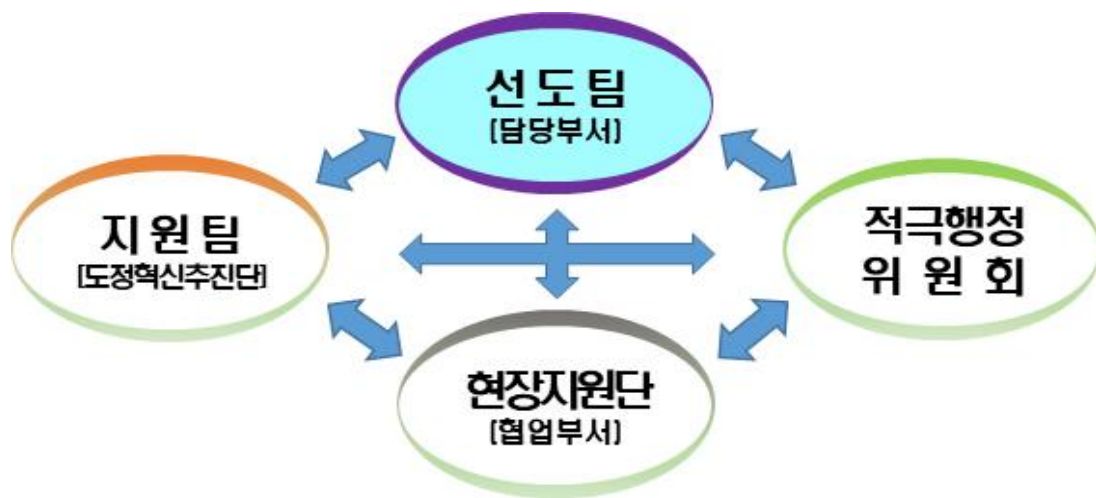 선 도 팀
[담당부서]
지 원 팀
[도정혁신추진단]
적극행정
위 원 회
현장지원단
[협업부서]